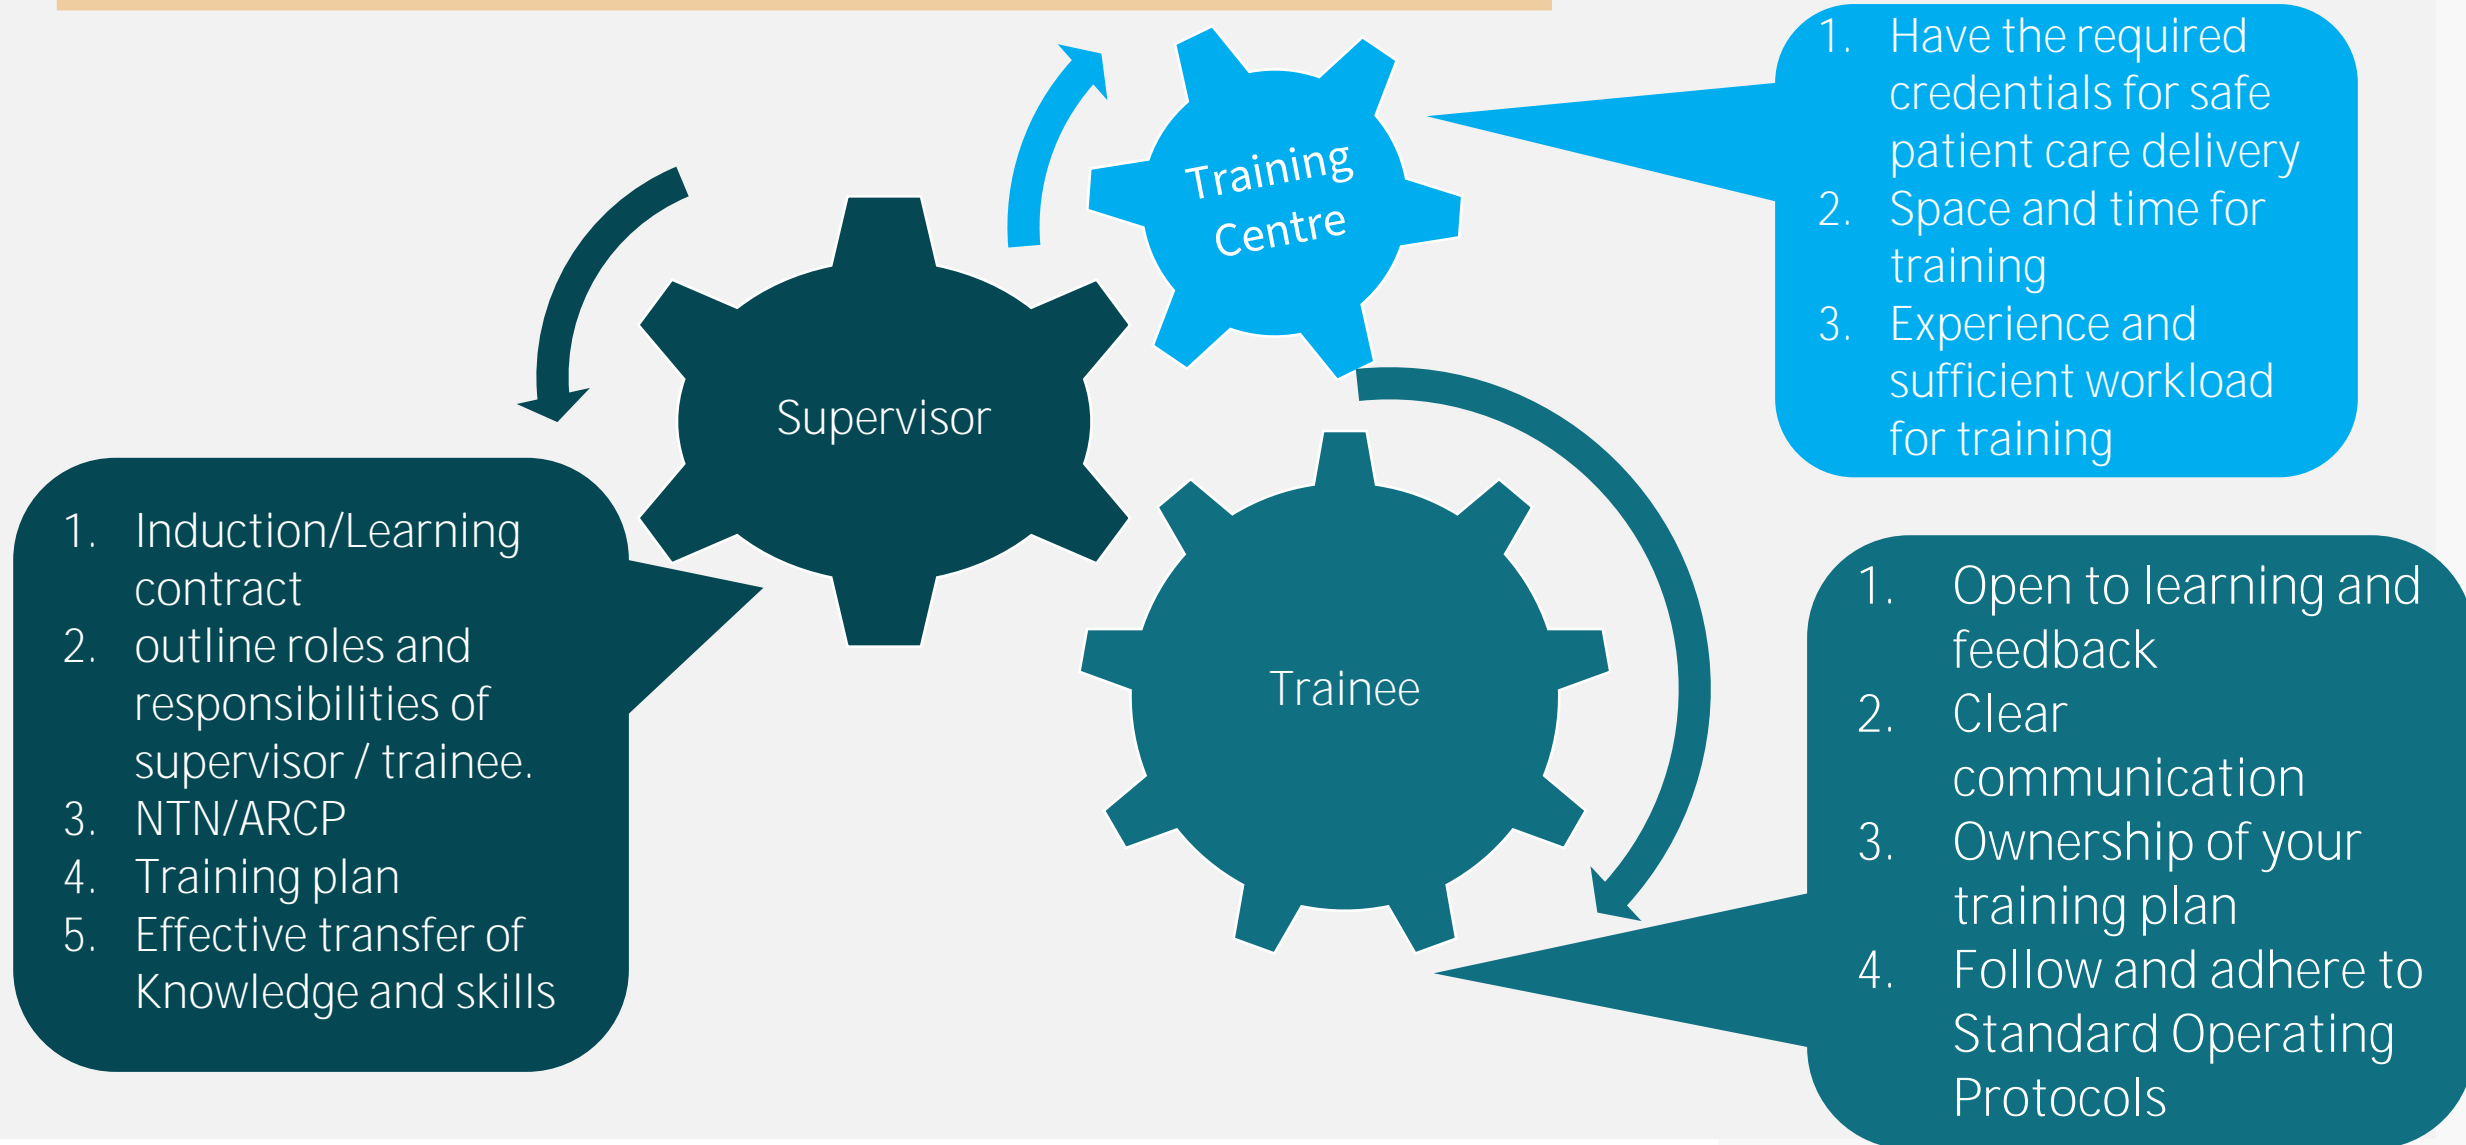 1. Have the required
credentials for safe
patient care delivery
2. Space and time for
training
3. Experience and
sufficient workload
for training
Training
Centre
Supervisor
1. Induction/Learning
contract
2. outline roles and
responsibilities of
supervisor / trainee.
3. NTN/ARCP
4. Training plan
5. Effective transfer of
Knowledge and skills
Trainee
1. Open to learning and
feedback
2. Clear
communication
3. Ownership of your
training plan
4. Follow and adhere to
Standard Operating
Protocols